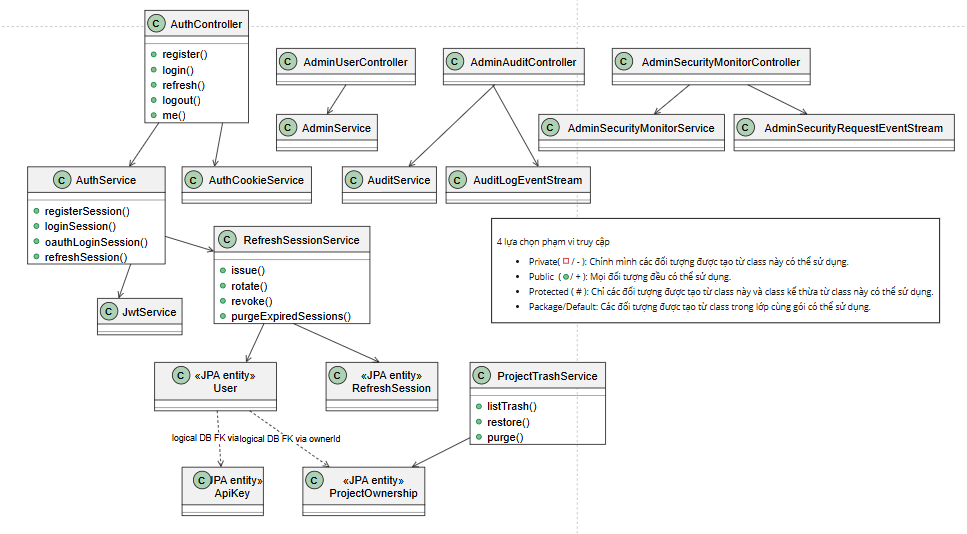 C AuthController
register()
login()
refresh()
logout()
me()
C AdminUserController
C AdminAuditController
C AdminSecurityMonitorController
C AdminService
C AdminSecurityMonitorService
C AdminSecurityRequestEventStream
C AuthService
registerSession()
loginSession()
oauthLoginSession()
refreshSession()
C AuthCookieService
C AuditService
C AuditLogEventStream
C RefreshSessionService
issue()
rotate()
revoke()
purgeExpiredSessions()
4 lựa chọn phạm vi truy cập
Private( / - ): Chính mình các đối tượng được tạo từ class này có thể sử dụng.
Public ( / + ): Mọi đối tượng đều có thể sử dụng.
Protected ( # ): Chỉ các đối tượng được tạo từ class này và class kế thừa từ class này có thể sử dụng.
Package/Default: Các đối tượng được tạo từ class trong lớp cùng gói có thể sử dụng.
C JwtService
C «JPA entity»
User
C «JPA entity»
RefreshSession
C ProjectTrashService
listTrash()
restore()
purge()
logical DB FK via
logical DB FK via ownerId
C JPA entity»
ApiKey
C «JPA entity»
ProjectOwnership